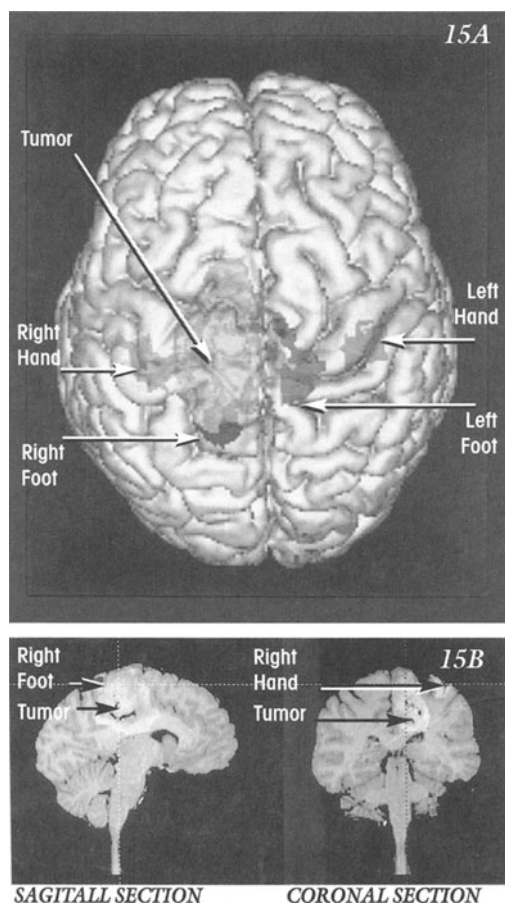 15A
Tumor
Left
Hand
Right
Hand
Left
Foot
Right
Foot
15B
Right
Foot
Tumor
Right
Hand
Tumor
SAGITALL SECTION
CORONAL SECTION